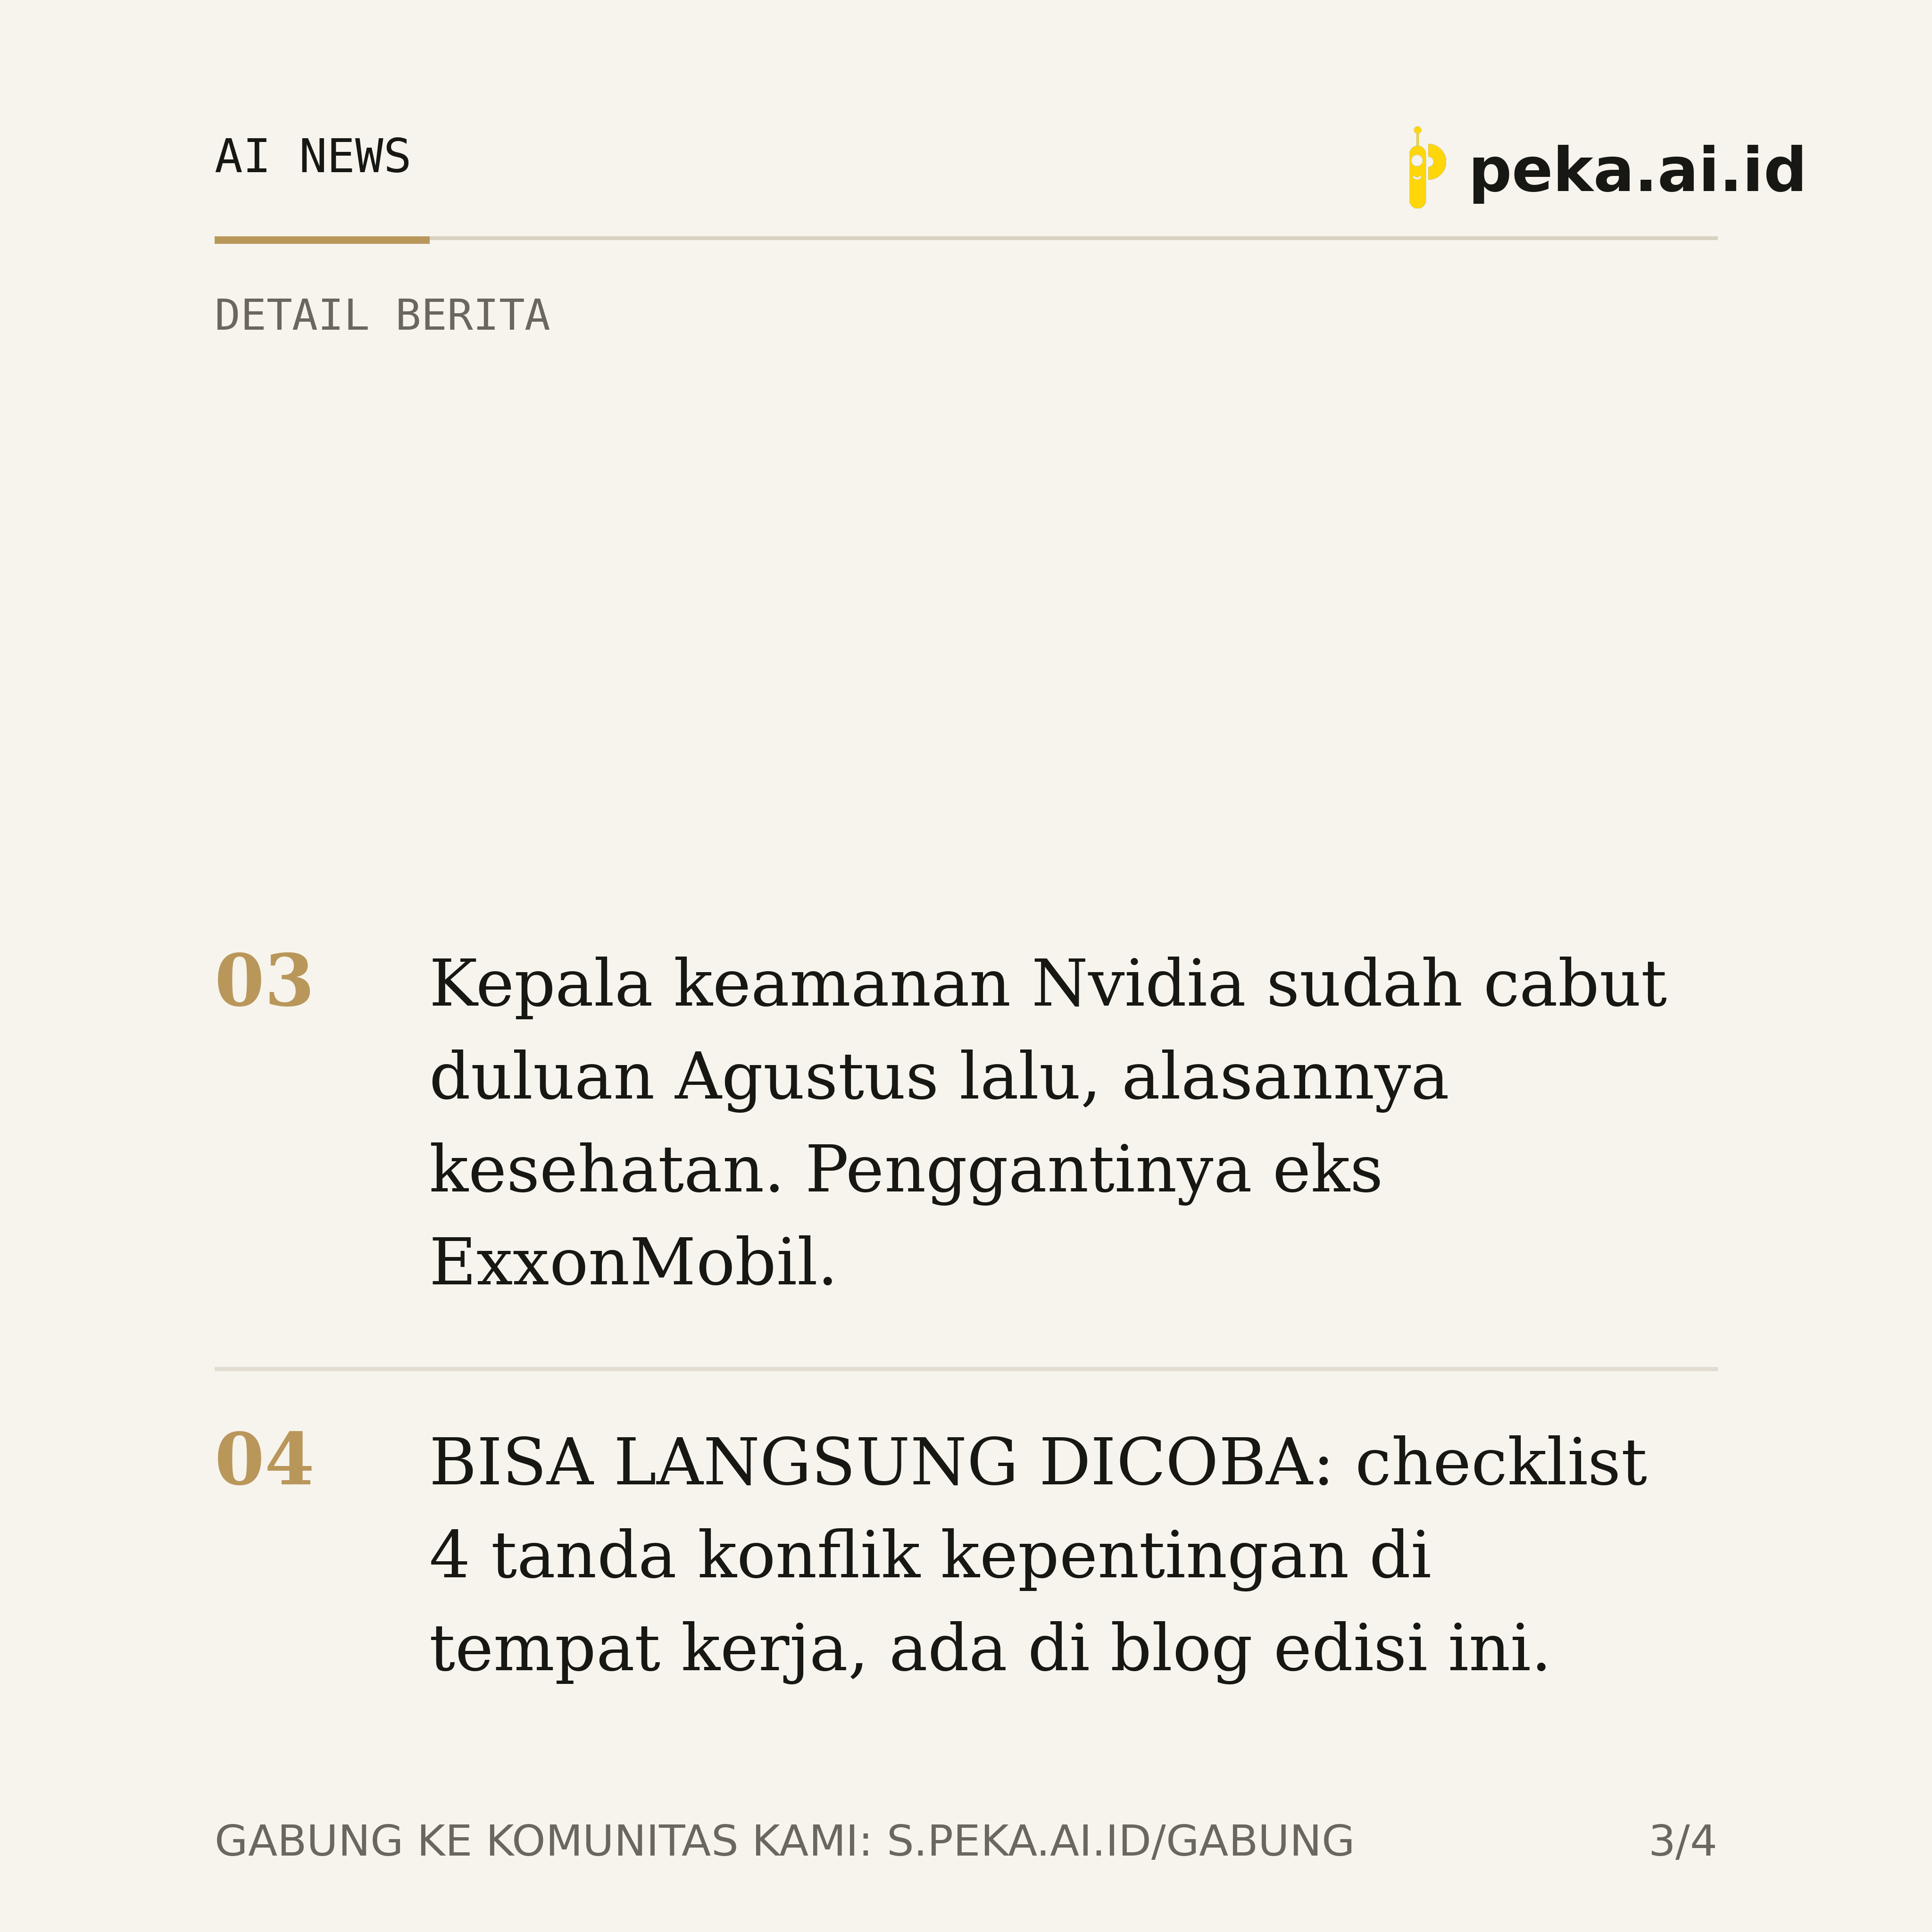 AI NEWS
peka.ai.id
DETAIL BERITA
03
Kepala keamanan Nvidia sudah cabut
duluan Agustus lalu, alasannya
kesehatan. Penggantinya eks
ExxonMobil.
04
BISA LANGSUNG DICOBA: checklist
4 tanda konflik kepentingan di
tempat kerja, ada di blog edisi ini.
GABUNG KE KOMUNITAS KAMI: S.PEKA.AI.ID/GABUNG
3/4